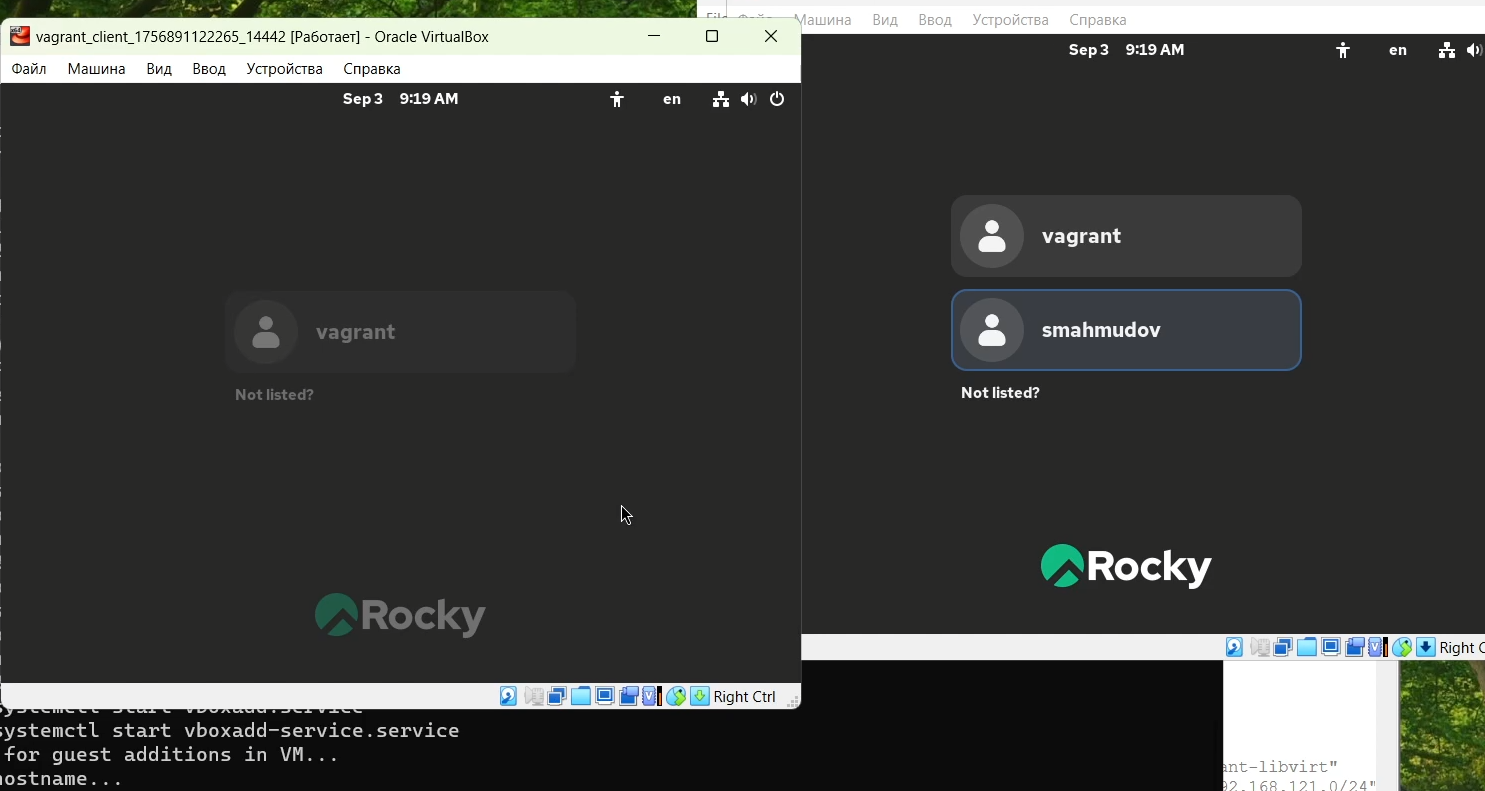 vagrant_client_1756891122265_14442 [Работает] - Oracle VirtualBox
Файл Машина Вид Ввод Устройства Справка
Sep 3 9:19 AM en
vagrant
Not listed?
Rocky
Right Ctrl
Машина Вид Ввод Устройства Справка
Sep 3 9:19 AM en
vagrant
smahmudov
Not listed?
Rocky
Right
systemctl start vboxadd.service
systemctl start vboxadd-service.service
for guest additions in VM...
hostname...
ant-libvirt"
92.168.121.0/24"